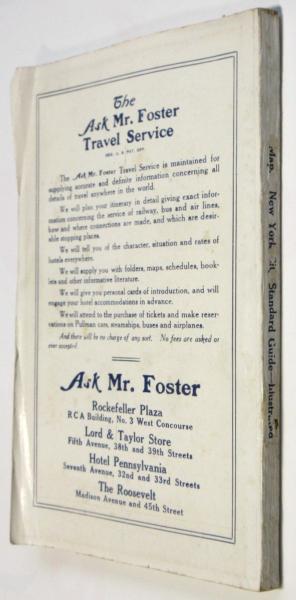 The
Ask Mr. Foster
Travel Service
REG. U. S. PAT. OFF.
The Ask Mr. Foster Travel Service is maintained for
supplying accurate and definite information concerning all
details of travel anywhere in the world.
We will plan your itinerary in detail giving exact infor-
mation concerning the service of railway, bus and air lines,
how and where connections are made, and which are desir-
able stopping places.
We will tell you of the character, situation and rates of
hotels everywhere.
We will supply you with folders, maps, schedules, book-
lets and other informative literature.
We will give you personal cards of introduction, and will
engage your hotel accommodations in advance.
We will attend to the purchase of tickets and make reser-
vations on Pullman cars, steamships, buses and airplanes.
And there will be no charge of any sort. No fees are asked or
ever accepted.
Ask Mr. Foster
Rockefeller Plaza
RCA Building, No. 3 West Concourse
Lord & Taylor Store
Fifth Avenue, 38th and 39th Streets
Hotel Pennsylvania
Seventh Avenue, 32nd and 33rd Streets
The Roosevelt
Madison Avenue and 45th Street
Map. New York City Standard Guide—Illustrated